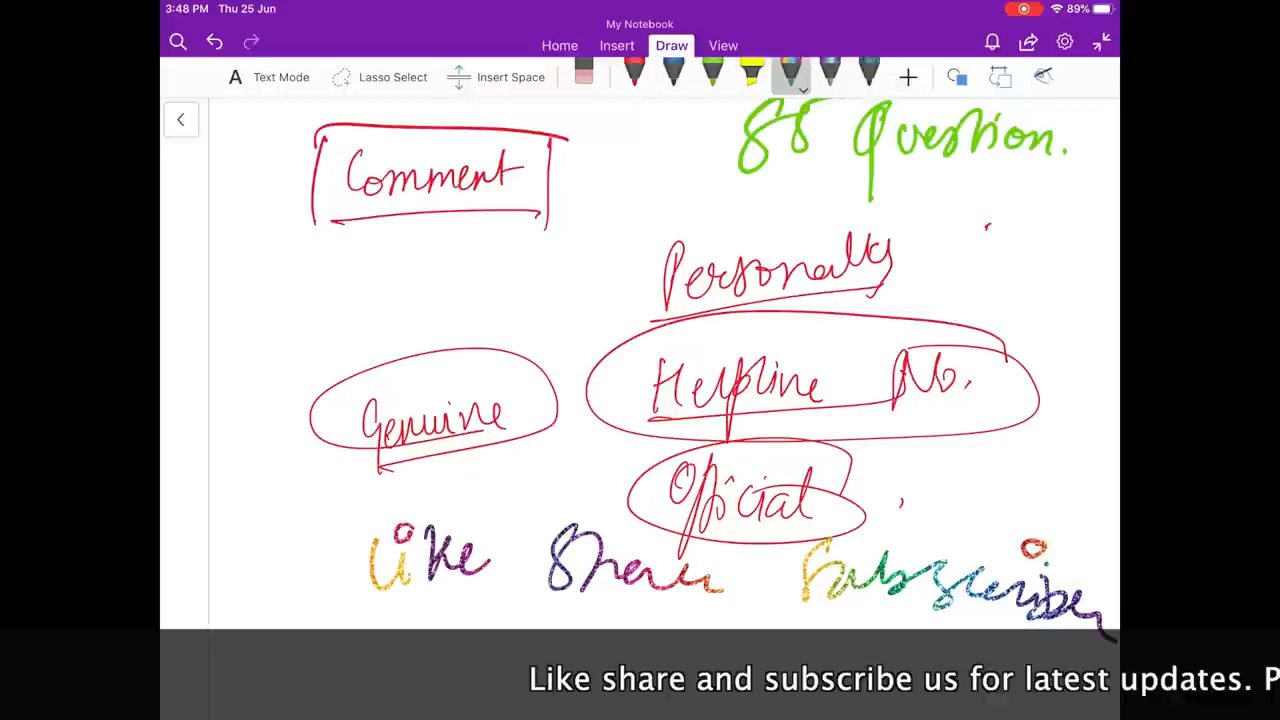 3:48 PM Thu 25 Jun
89%
My Notebook
Home Insert Draw View
A Text Mode Lasso Select Insert Space
Question.
Comment
Personally
Helpline No.
Genuine
Official
Like Share Subscribe
Like share and subscribe us for latest updates. P